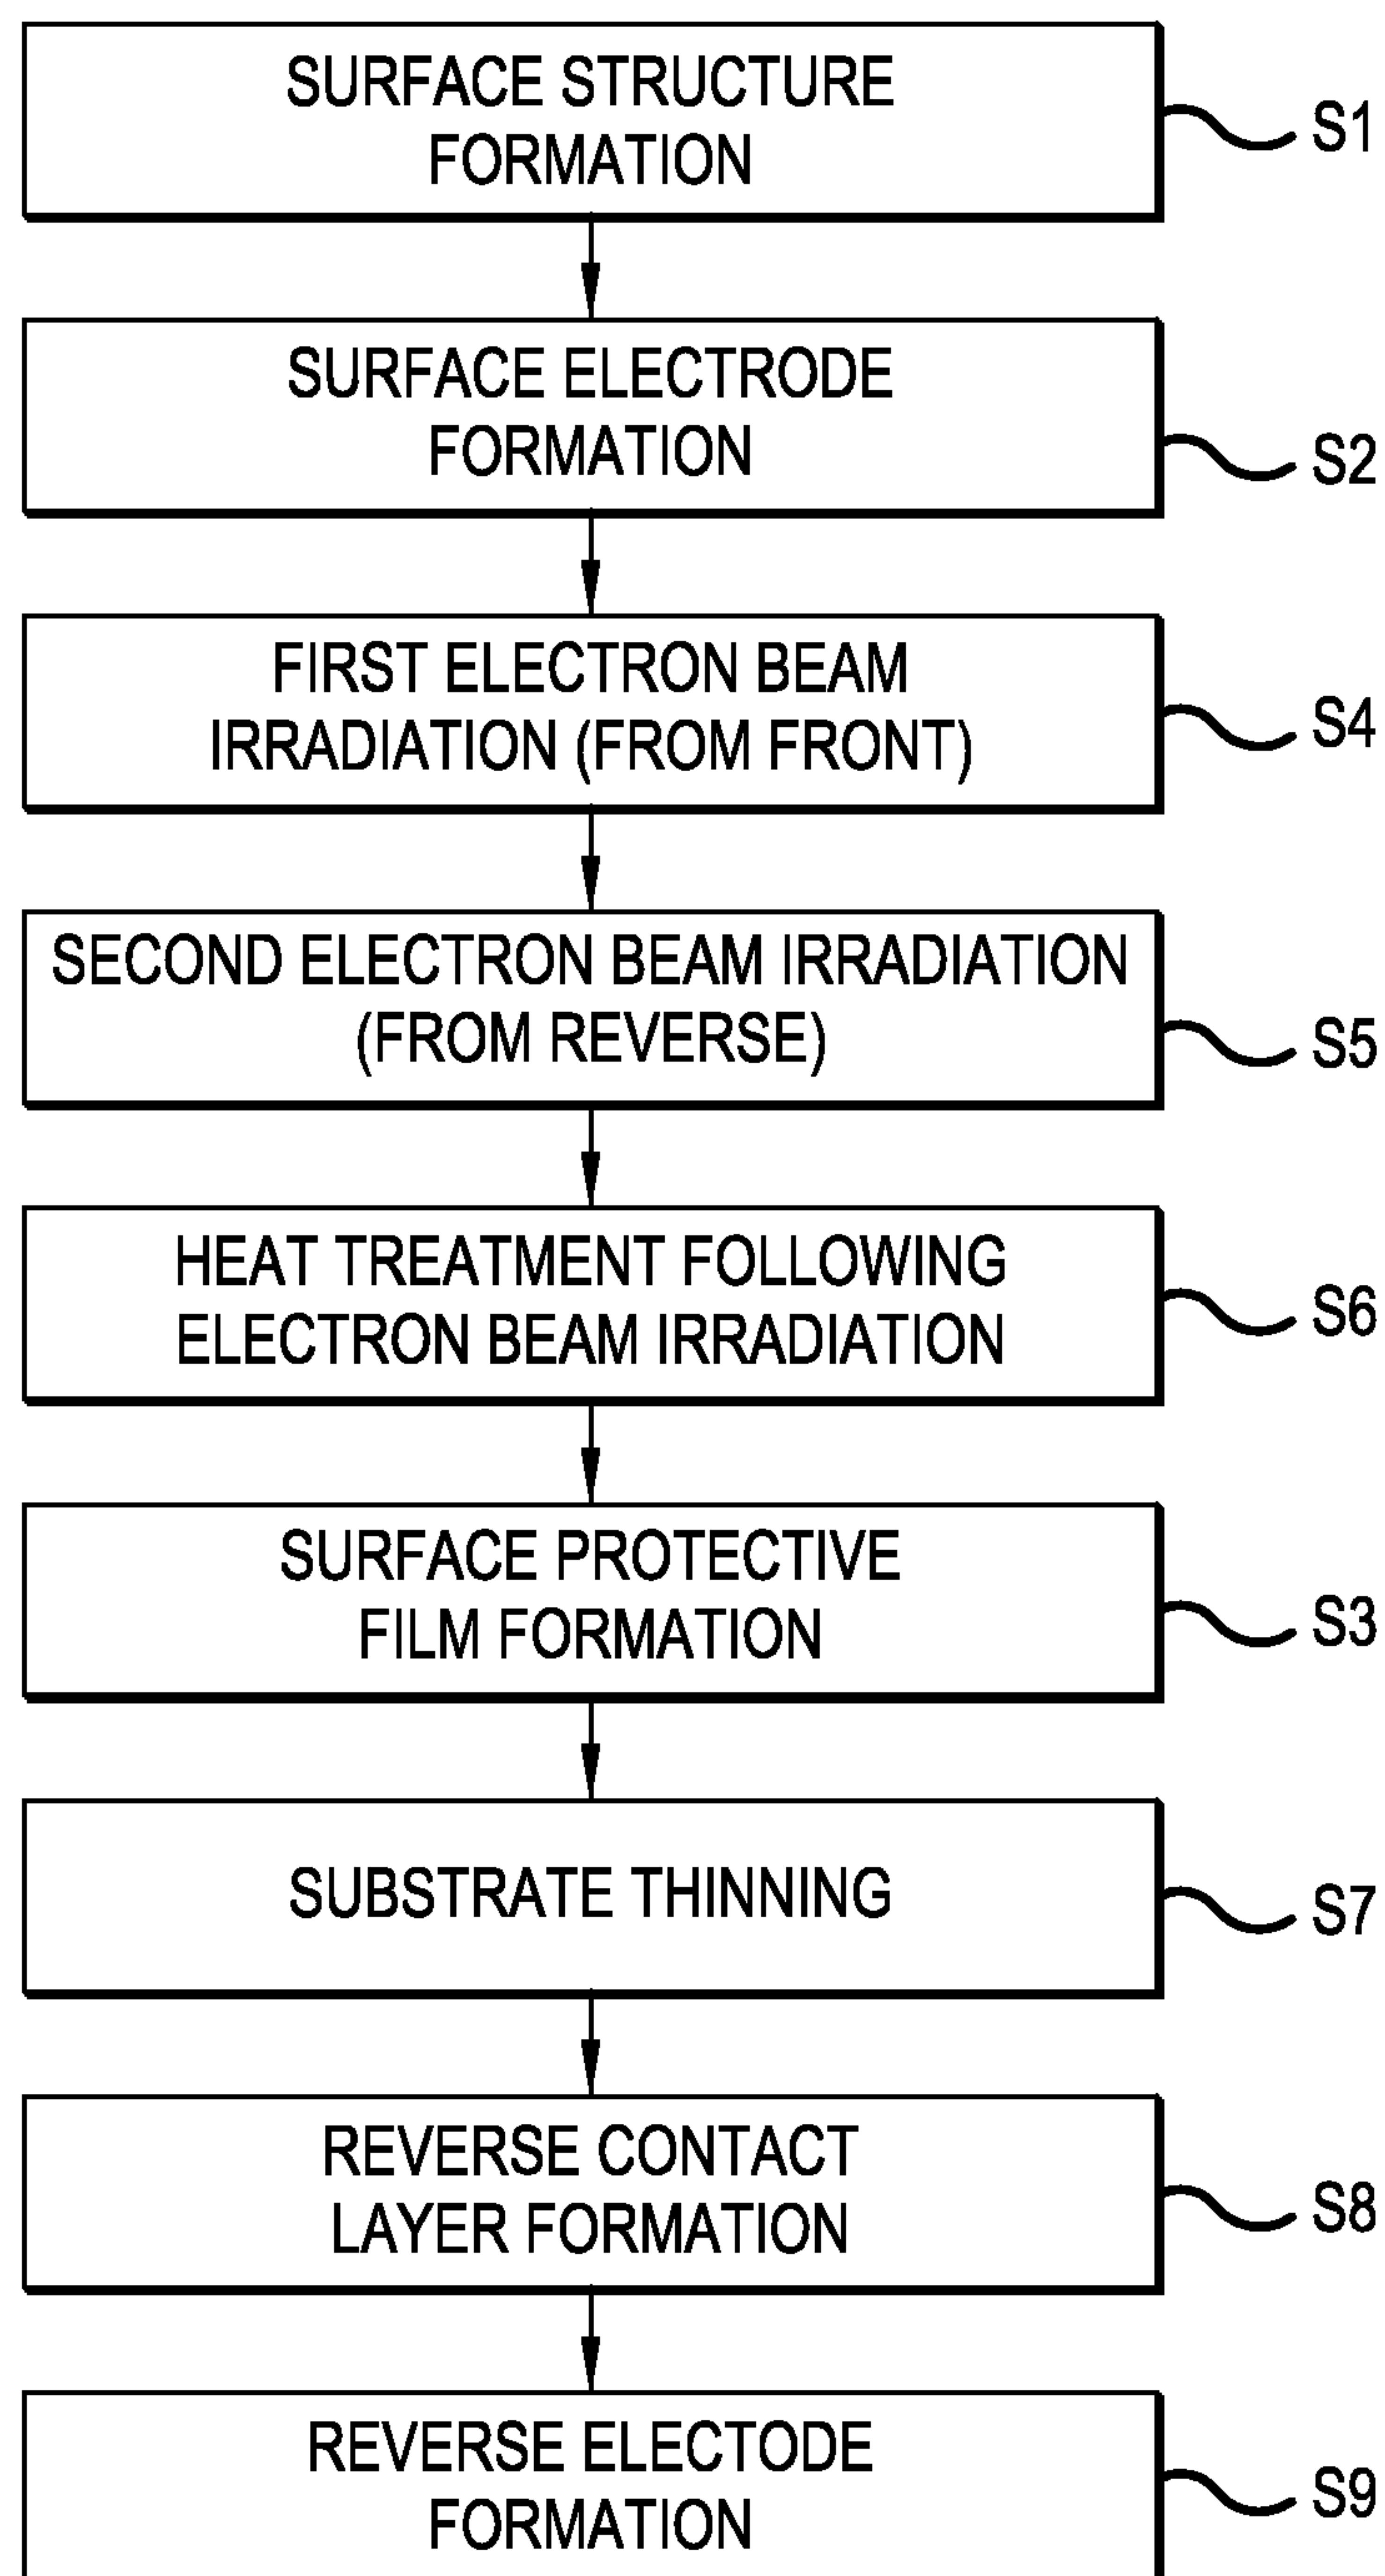 SURFACE STRUCTURE
FORMATION
S1
SURFACE ELECTRODE
FORMATION
S2
FIRST ELECTRON BEAM
IRRADIATION (FROM FRONT)
S4
SECOND ELECTRON BEAM IRRADIATION
(FROM REVERSE)
S5
HEAT TREATMENT FOLLOWING
ELECTRON BEAM IRRADIATION
S6
SURFACE PROTECTIVE
FILM FORMATION
S3
SUBSTRATE THINNING
S7
REVERSE CONTACT
LAYER FORMATION
S8
REVERSE ELECTODE
FORMATION
S9